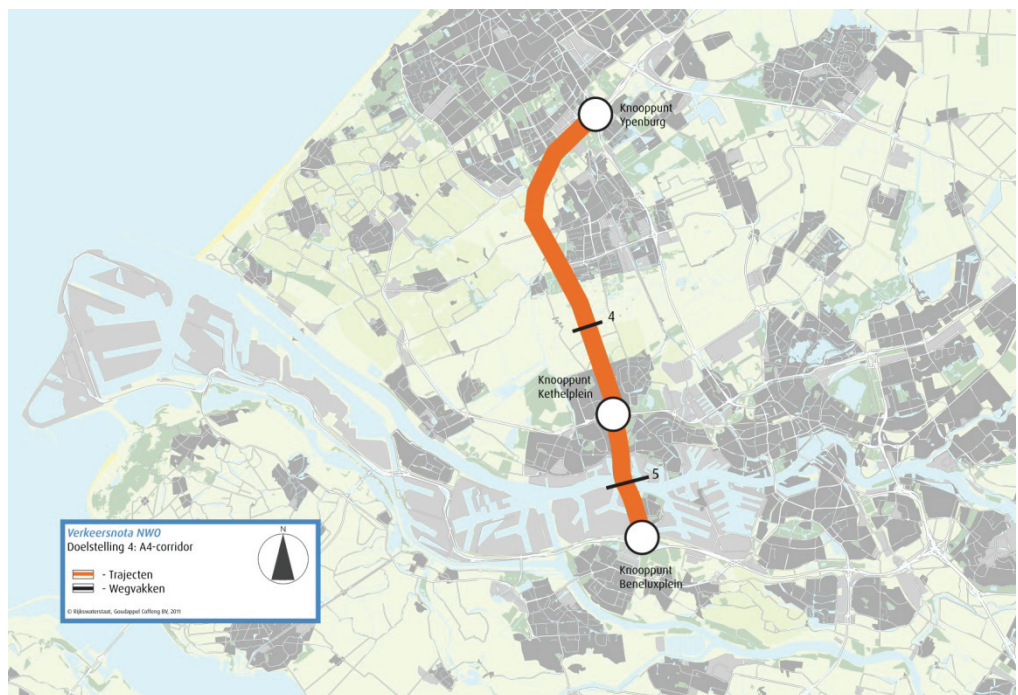 Knooppunt
Ypenburg
4
Knooppunt
Kethelplein
5
Knooppunt
Beneluxplein
Verkeersnota NWO
Doelstelling 4: A4-corridor
N
- Trajecten
- Wegvakken
© Rijkswaterstaat, Goudappel Coffeng BV, 2011